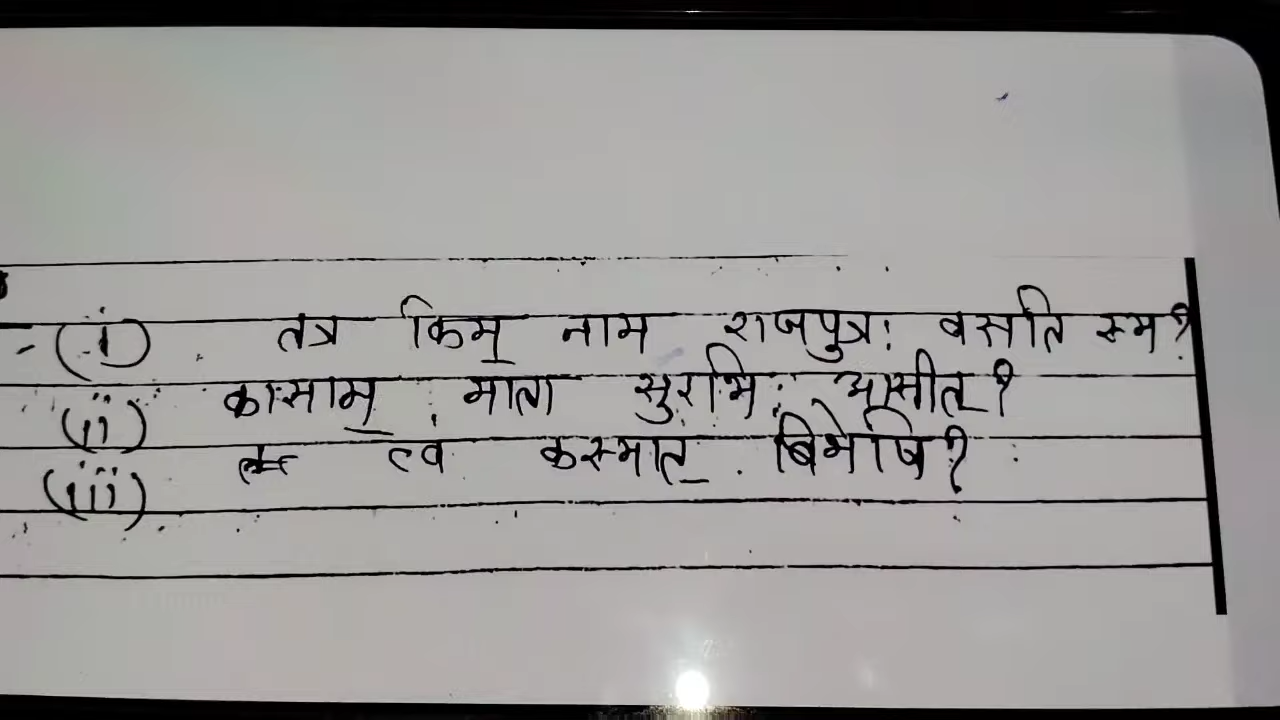 (i) तत्र किम् नाम राजपुत्रः वसति स्म?
(ii) कासाम् माता सुरभिः आसीत्?
(iii) त्वं कस्मात् बिभेषि?